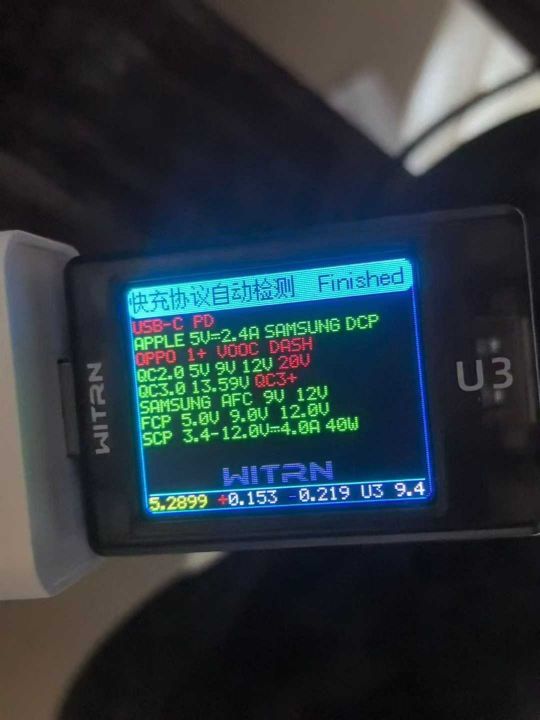 快充协议自动检测 Finished
USB-C PD
APPLE 5V=2.4A SAMSUNG DCP
OPPO 1+ VOOC DASH
QC2.0 5V 9V 12V 20V
QC3.0 13.59V QC3+
SAMSUNG AFC 9V 12V
FCP 5.0V 9.0V 12.0V
SCP 3.4-12.0V=4.0A 40W
WITRN
5.2899 +0.153 -0.219 U3 9.4
WITRN
U3